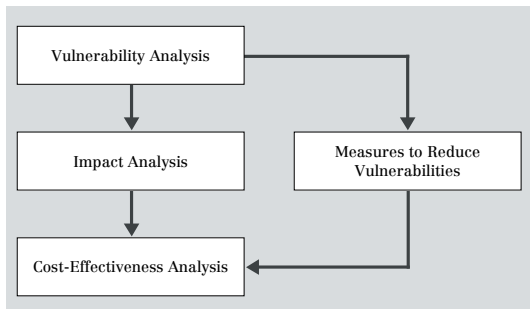 Vulnerability Analysis
Impact Analysis
Measures to Reduce
Vulnerabilities
Cost-Effectiveness Analysis